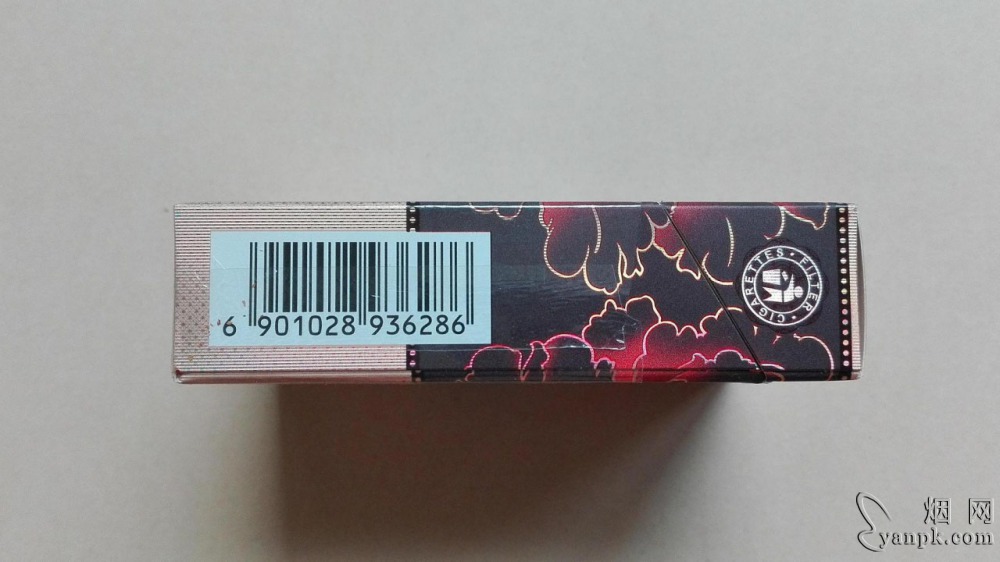 6 901028 936286
CIGARETTES • FILTER •
烟 网
yanpk.com